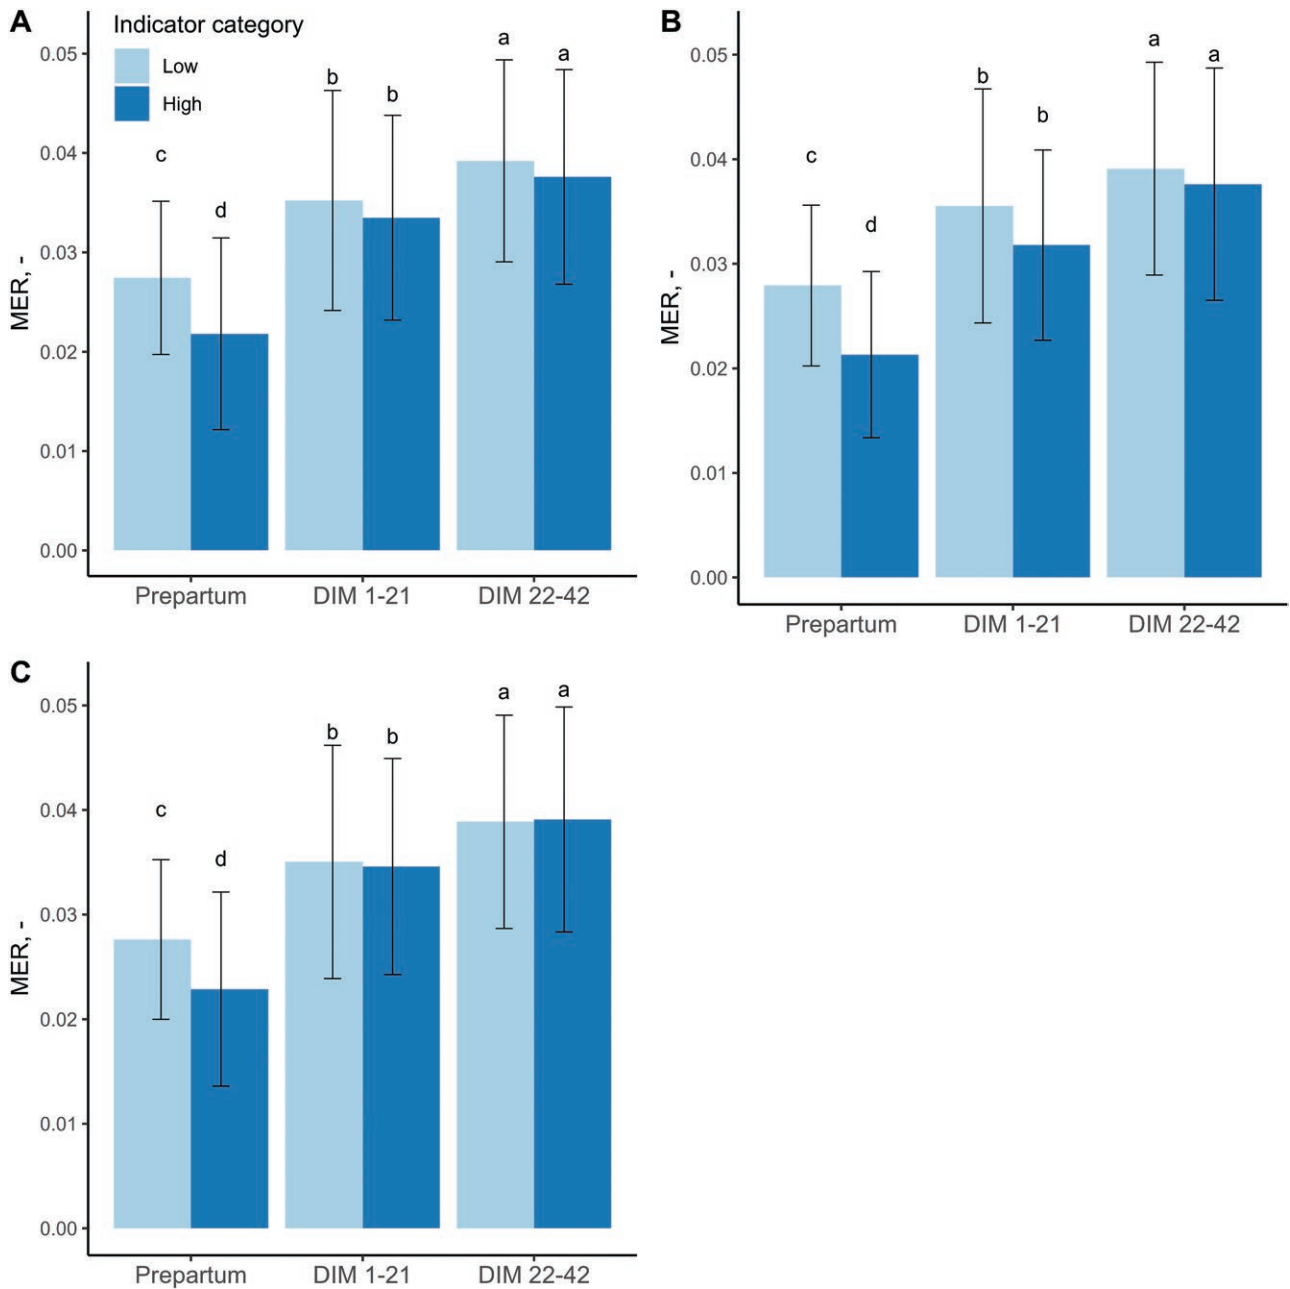 A
Indicator category
Low
High
MER, -
0.05
0.04
0.03
0.02
0.01
0.00
c
d
b
b
a
a
Prepartum
DIM 1-21
DIM 22-42
B
MER, -
0.05
0.04
0.03
0.02
0.01
0.00
c
d
b
b
a
a
Prepartum
DIM 1-21
DIM 22-42
C
MER, -
0.05
0.04
0.03
0.02
0.01
0.00
c
d
b
b
a
a
Prepartum
DIM 1-21
DIM 22-42